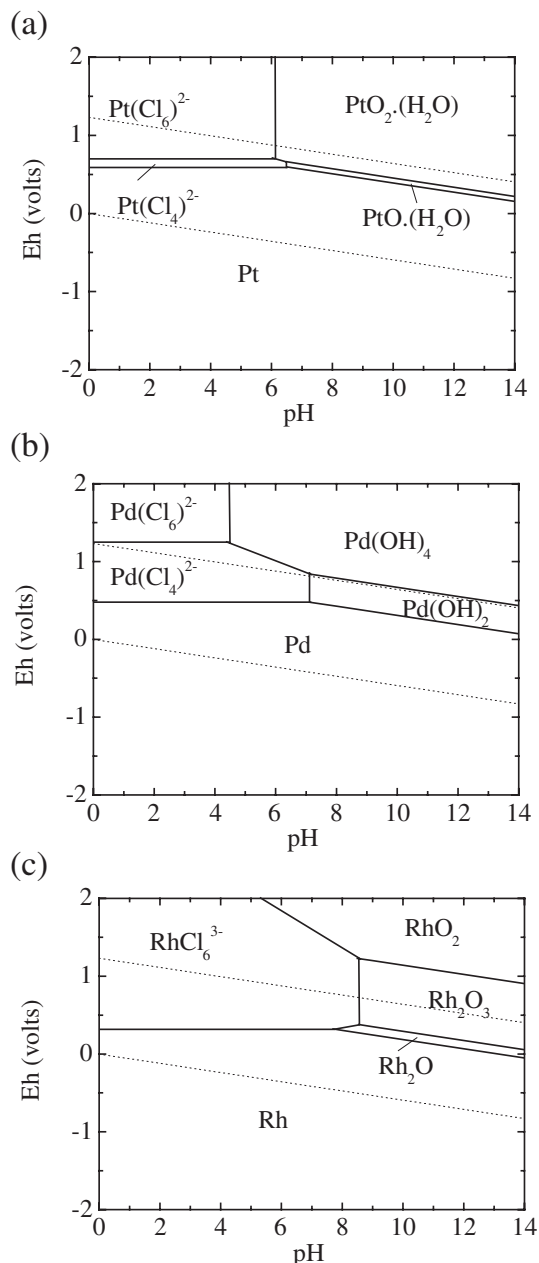 (a)
2
Pt(Cl₆)²⁻
PtO₂.(H₂O)
1
Pt(Cl₄)²⁻
PtO.(H₂O)
0
Eh (volts)
Pt
-1
-2
0 2 4 6 8 10 12 14
pH
(b)
2
Pd(Cl₆)²⁻
Pd(OH)₄
1
Pd(Cl₄)²⁻
Pd(OH)₂
0
Eh (volts)
Pd
-1
-2
0 2 4 6 8 10 12 14
pH
(c)
2
RhCl₆³⁻
RhO₂
1
Rh₂O₃
0
Rh₂O
Eh (volts)
Rh
-1
-2
0 2 4 6 8 10 12 14
pH